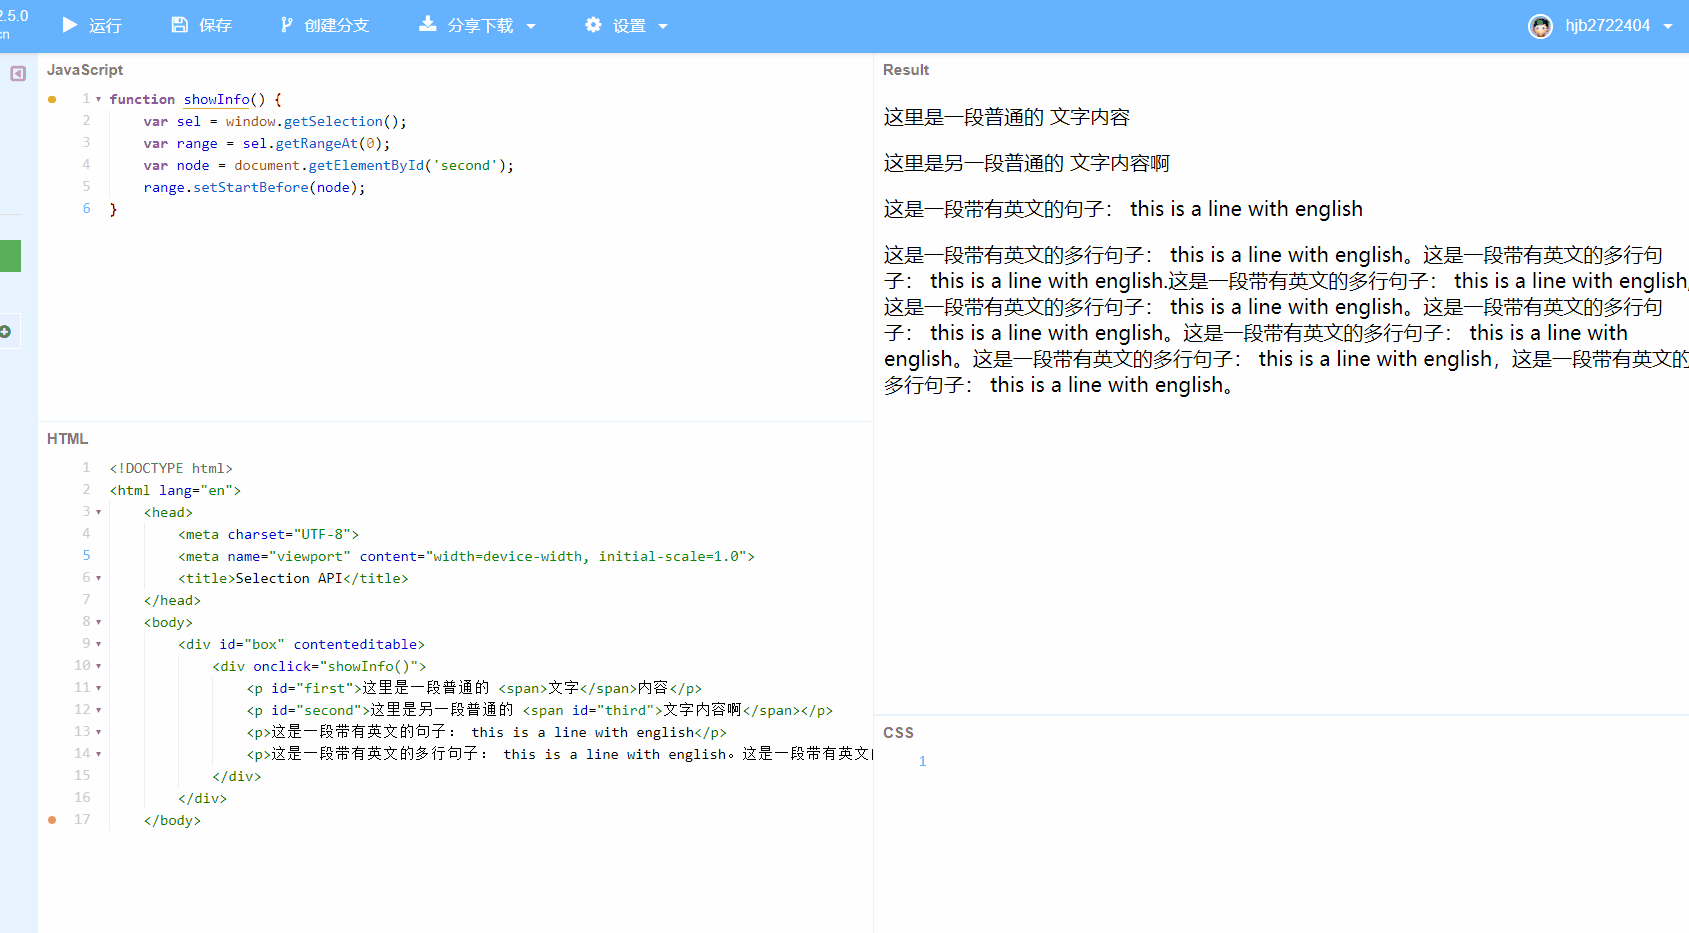 2.5.0
cn
运行
保存
创建分支
分享下载
设置
hjb2722404
JavaScript
1 function showInfo() {
2 var sel = window.getSelection();
3 var range = sel.getRangeAt(0);
4 var node = document.getElementById('second');
5 range.setStartBefore(node);
6 }
HTML
1 <!DOCTYPE html>
2 <html lang="en">
3 <head>
4 <meta charset="UTF-8">
5 <meta name="viewport" content="width=device-width, initial-scale=1.0">
6 <title>Selection API</title>
7 </head>
8 <body>
9 <div id="box" contenteditable>
10 <div onclick="showInfo()">
11 <p id="first">这里是一段普通的 <span>文字</span>内容</p>
12 <p id="second">这里是另一段普通的 <span id="third">文字内容啊</span></p>
13 <p>这是一段带有英文的句子： this is a line with english</p>
14 <p>这是一段带有英文的多行句子： this is a line with english。这是一段带有英文
15 </div>
16 </div>
17 </body>
Result
这里是一段普通的 文字内容
这里是另一段普通的 文字内容啊
这是一段带有英文的句子： this is a line with english
这是一段带有英文的多行句子： this is a line with english。这是一段带有英文的多行句
子： this is a line with english.这是一段带有英文的多行句子： this is a line with english,
这是一段带有英文的多行句子： this is a line with english。这是一段带有英文的多行句
子： this is a line with english。这是一段带有英文的多行句子： this is a line with
english。这是一段带有英文的多行句子： this is a line with english，这是一段带有英文的
多行句子： this is a line with english。
CSS
1